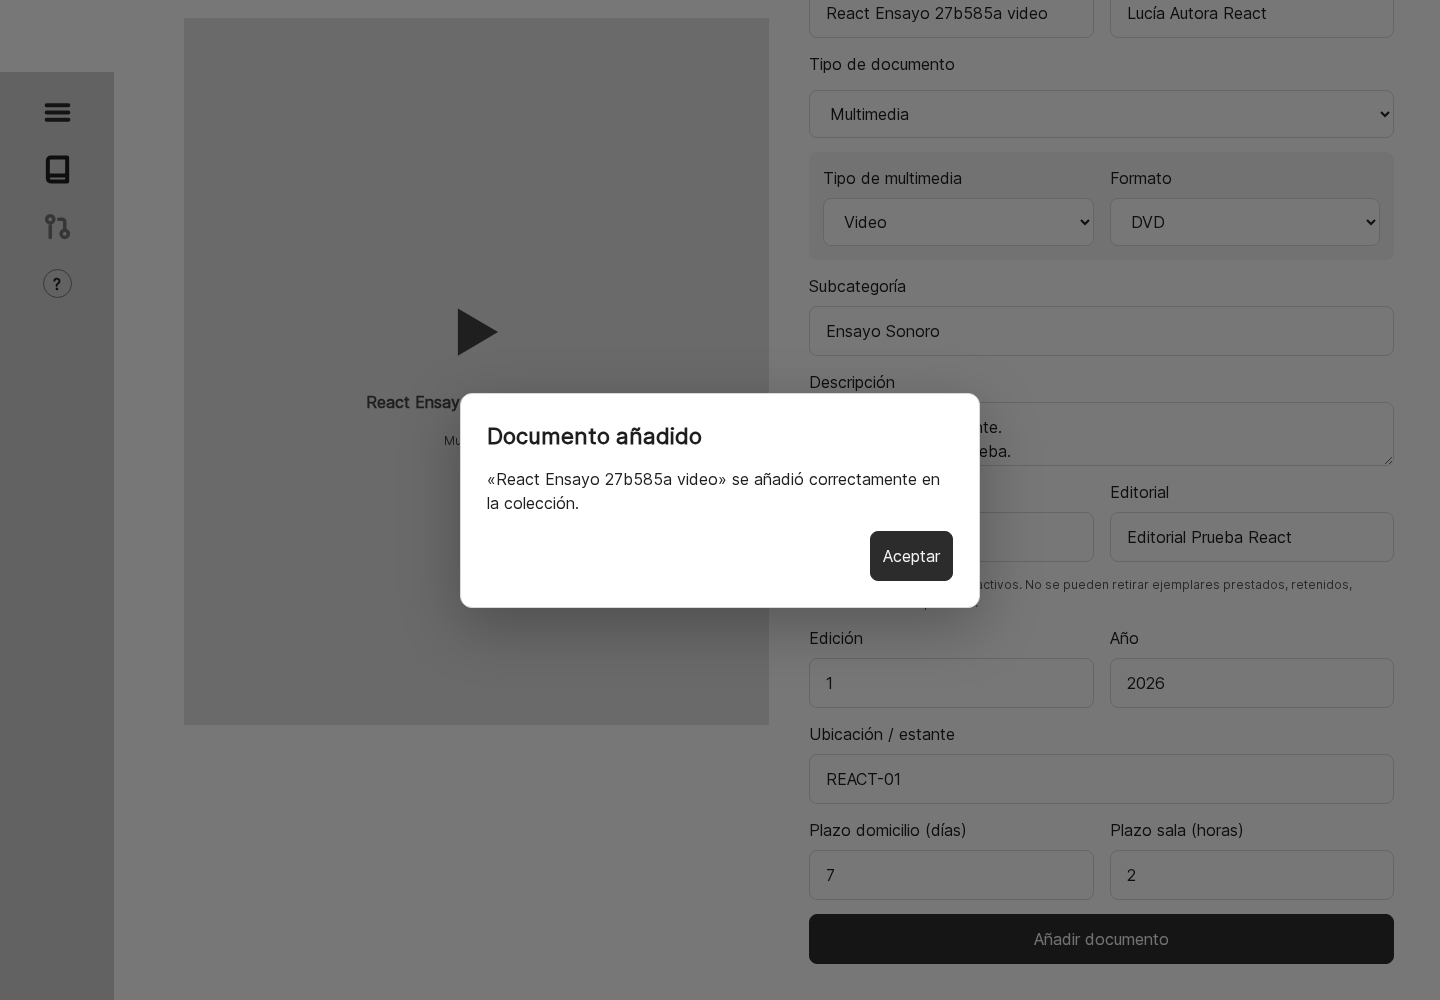 React Ensayo 27b585a video
Lucía Autora React
Tipo de documento
Multimedia
Tipo de multimedia
Formato
Video
DVD
Subcategoría
Ensayo Sonoro
Descripción
Editorial
Editorial Prueba React
activos. No se pueden retirar ejemplares prestados, retenidos,
Edición
Año
1
2026
Ubicación / estante
REACT-01
Plazo domicilio (días)
Plazo sala (horas)
7
2
Añadir documento
?
React Ensay
Documento añadido
«React Ensayo 27b585a video» se añadió correctamente en
la colección.
Aceptar